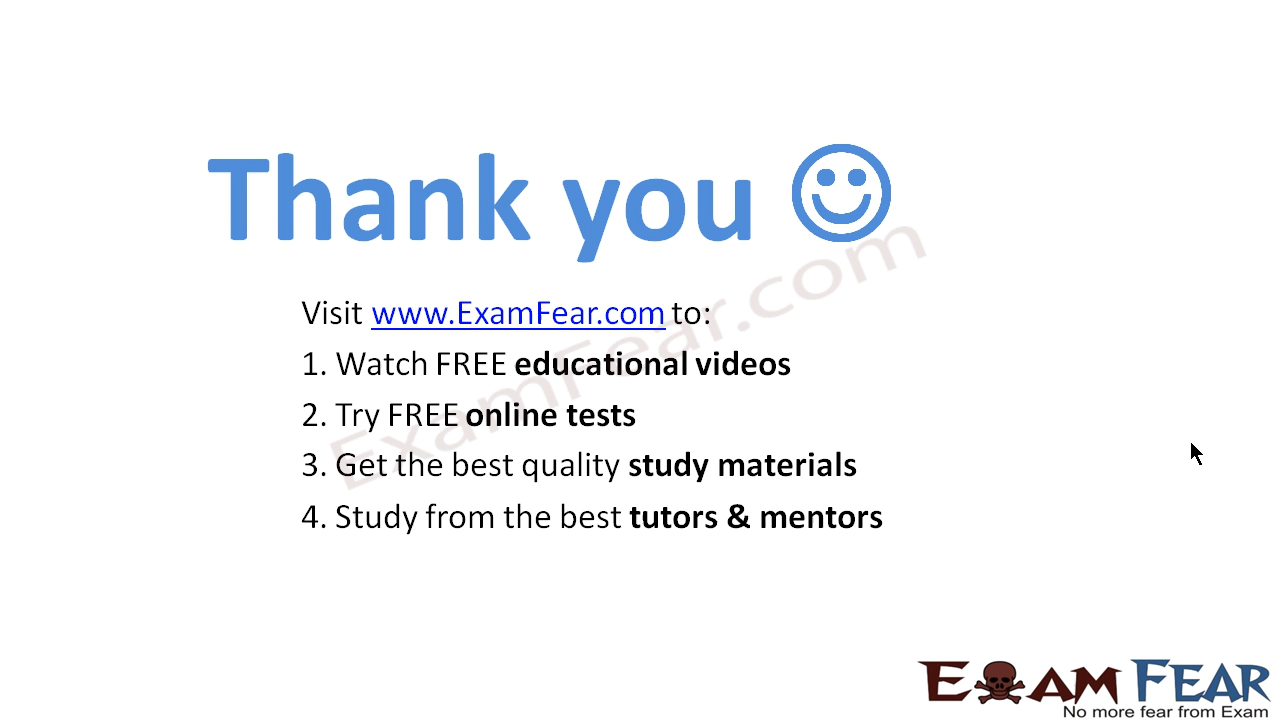 Thank you
Visit www.ExamFear.com to:
1. Watch FREE educational videos
2. Try FREE online tests
3. Get the best quality study materials
4. Study from the best tutors & mentors
ExamFear.com
EXAM FEAR
No more fear from Exam